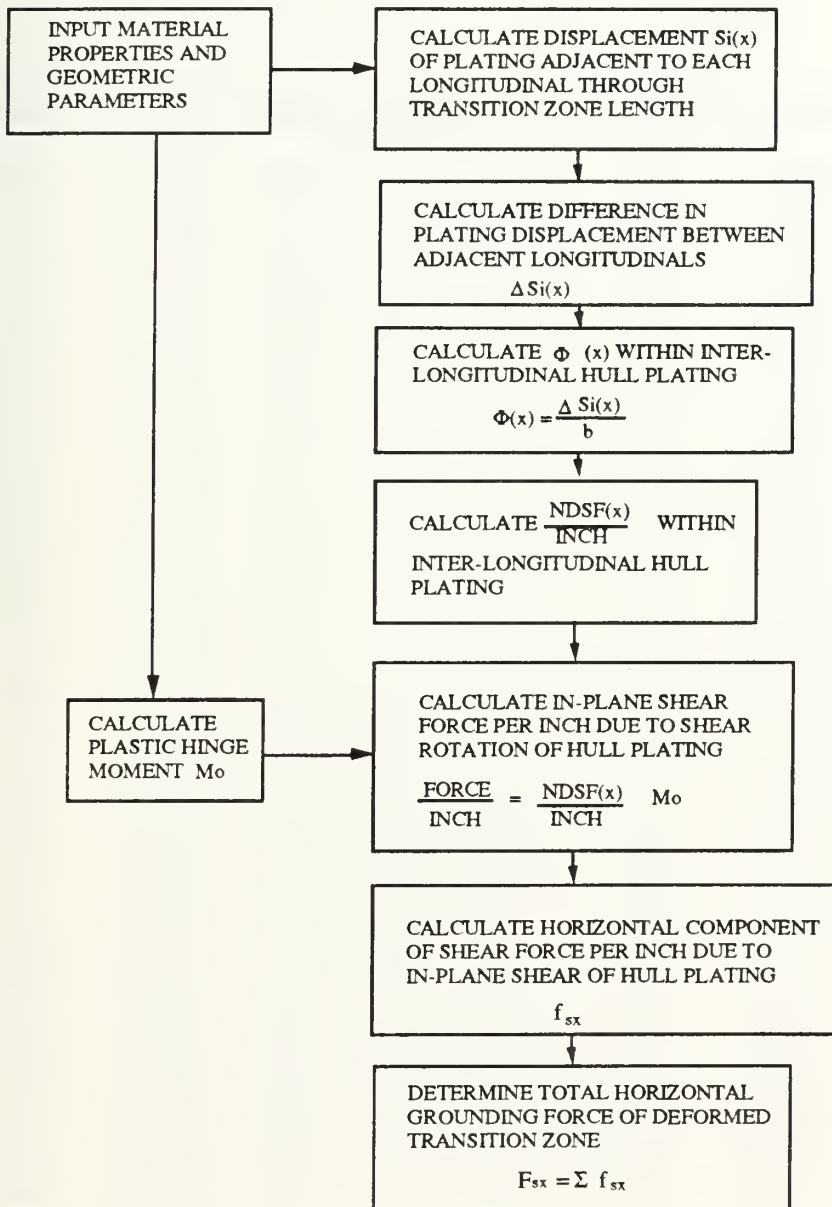 INPUT MATERIAL
PROPERTIES AND
GEOMETRIC
PARAMETERS
CALCULATE DISPLACEMENT Si(x)
OF PLATING ADJACENT TO EACH
LONGITUDINAL THROUGH
TRANSITION ZONE LENGTH
CALCULATE DIFFERENCE IN
PLATING DISPLACEMENT BETWEEN
ADJACENT LONGITUDINALS
Δ Si(x)
CALCULATE Φ (x) WITHIN INTER-
LONGITUDINAL HULL PLATING
Φ(x) = Δ Si(x) / b
CALCULATE NDSF(x) / INCH WITHIN
INTER-LONGITUDINAL HULL
PLATING
CALCULATE
PLASTIC HINGE
MOMENT Mo
CALCULATE IN-PLANE SHEAR
FORCE PER INCH DUE TO SHEAR
ROTATION OF HULL PLATING
FORCE / INCH = NDSF(x) / INCH Mo
CALCULATE HORIZONTAL COMPONENT
OF SHEAR FORCE PER INCH DUE TO
IN-PLANE SHEAR OF HULL PLATING
f sx
DETERMINE TOTAL HORIZONTAL
GROUNDING FORCE OF DEFORMED
TRANSITION ZONE
Fsx = Σ fsx